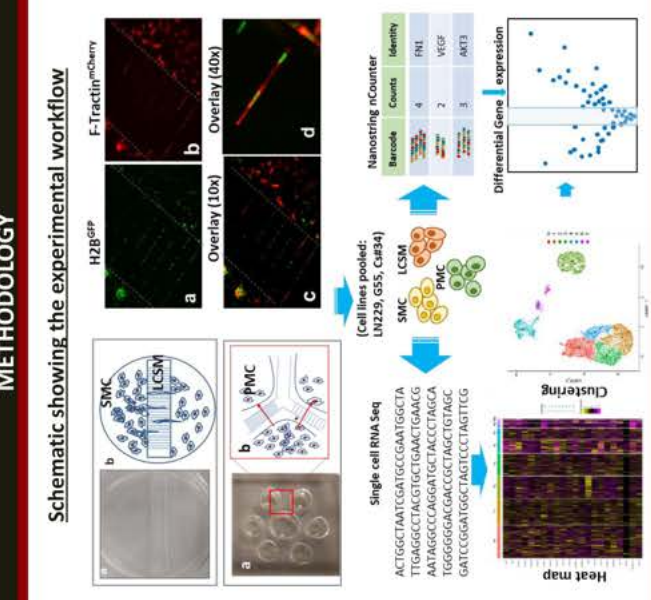 METHODOLOGY
Schematic showing the experimental workflow
a
b
SMC
LCSM
a
b
PMC
H2BGFP
F-TractinmCherry
a
b
Overlay (10x)
Overlay (40x)
c
d
(Cell lines pooled:
LN229, G55, Cs#34)
SMC
LCSM
PMC
Single cell RNA Seq
ACTGGCTAATCGATGCCGAATGGCTA
TTGAGGCCTACGTGCTGAACTGAACG
AATAGGCCCAGGATGCTACCCTAGCA
TGGGGGGACGACCGCTAGCTGTAGC
GATCCGGATGGCTAGTCCCTAGTTCG
Nanostring nCounter
Barcode Counts Identity
4 FN1
2 VEGF
3 AKT3
Heat map
Clustering
Differential Gene expression